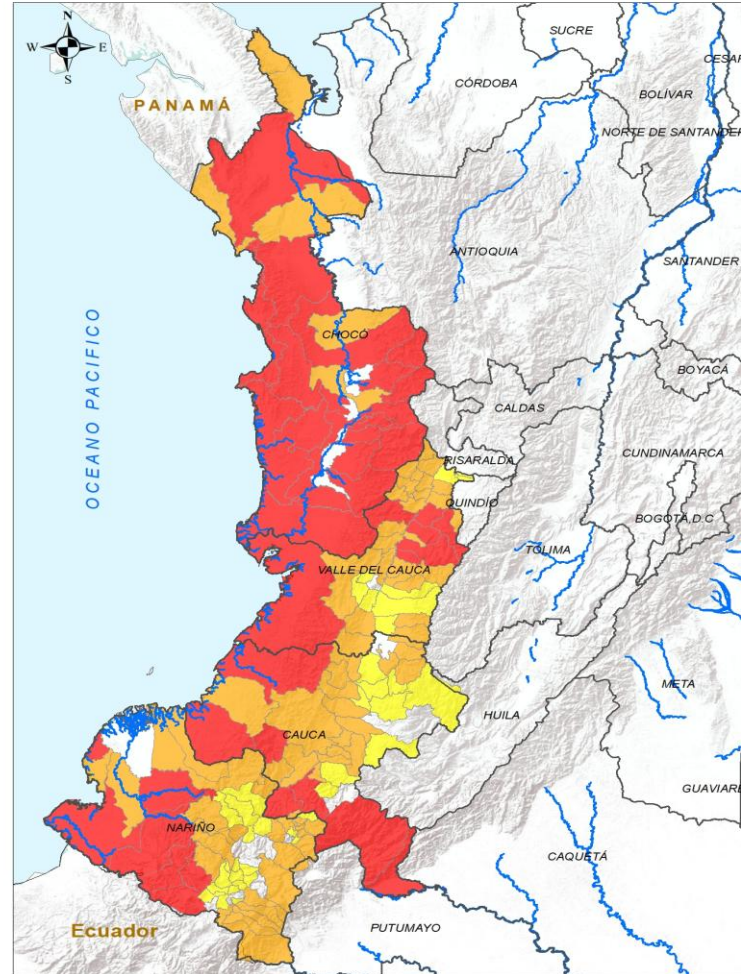 N
W E
S
PANAMÁ
SUCRE
CESAR
CÓRDOBA
BOLÍVAR
NORTE DE SANTANDER
ANTIOQUIA
SANTANDER
OCEANO PACIFICO
CHOCÓ
BOYACÁ
CALDAS
CUNDINAMARCA
RISARALDA
QUINDÍO
BOGOTÁ,D.C
TOLIMA
VALLE DEL CAUCA
META
HUILA
CAUCA
GUAVIARE
NARIÑO
CAQUETÁ
Ecuador
PUTUMAYO